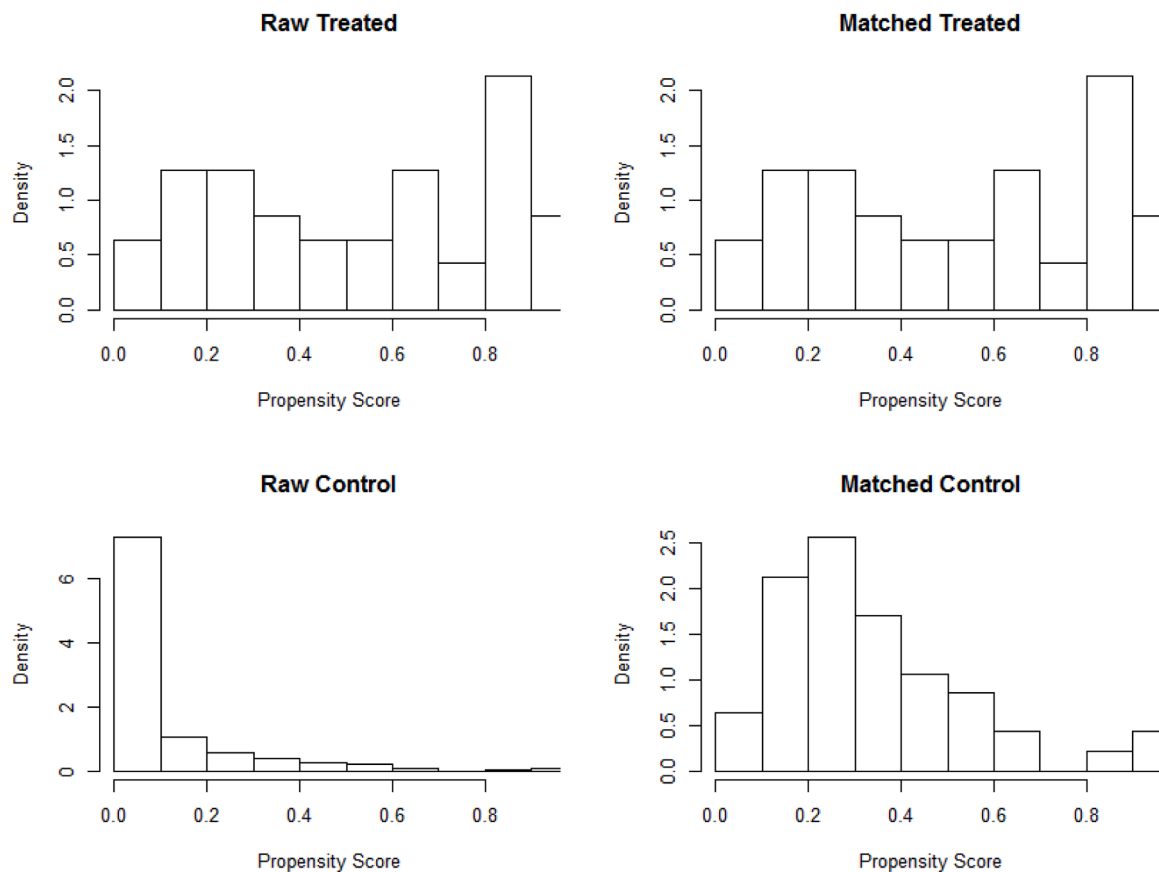 Raw Treated
Density
0.0 0.5 1.0 1.5 2.0
0.0 0.2 0.4 0.6 0.8
Propensity Score
Matched Treated
Density
0.0 0.5 1.0 1.5 2.0
0.0 0.2 0.4 0.6 0.8
Propensity Score
Raw Control
Density
0 2 4 6
0.0 0.2 0.4 0.6 0.8
Propensity Score
Matched Control
Density
0.0 0.5 1.0 1.5 2.0 2.5
0.0 0.2 0.4 0.6 0.8
Propensity Score